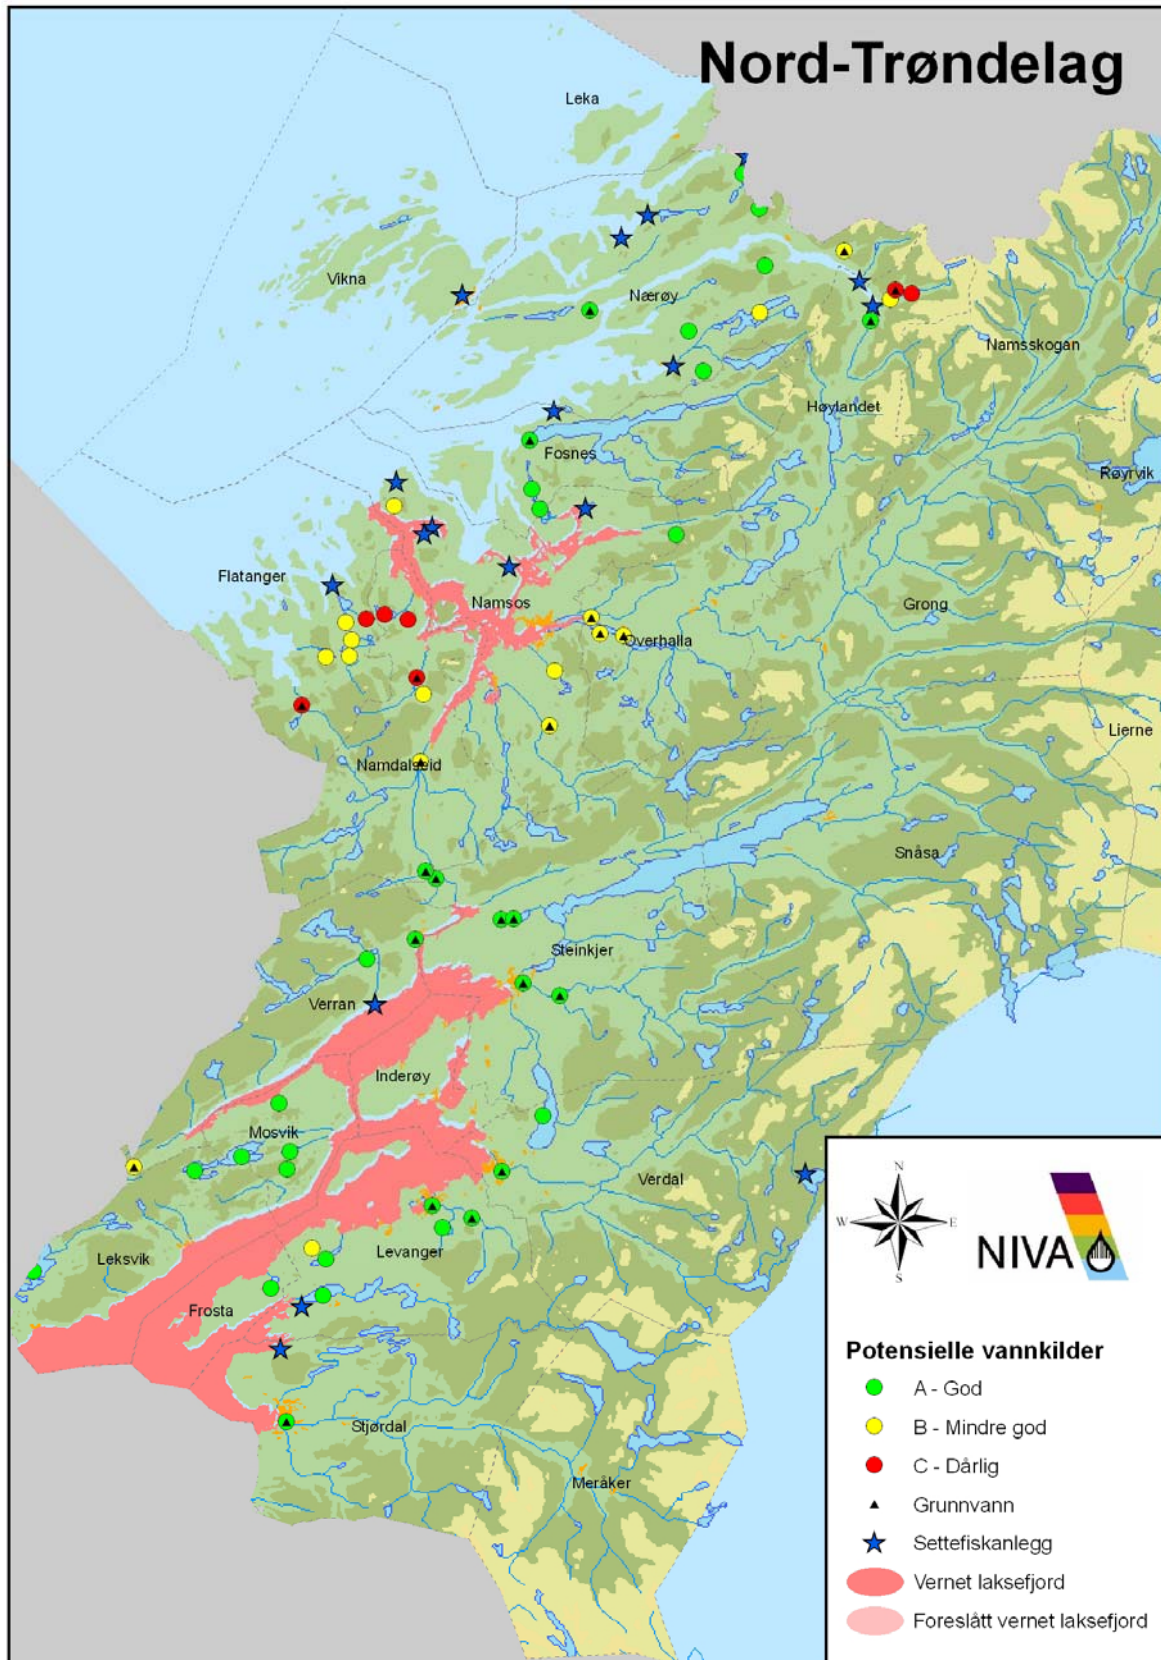 Nord-Trøndelag
Leka
Vikna
Nærøy
Namsskogan
Høylandet
Fosnes
Røyrvik
Flatanger
Namsos
Grong
Overhalla
Lierne
Namdalseid
Snåsa
Steinkjer
Verran
Inderøy
Mosvik
Verdal
Leksvik
Levanger
Frosta
Stjørdal
Meråker
N
W
E
S
NIVA
Potensielle vannkilder
A - God
B - Mindre god
C - Dårlig
Grunnvann
Settefiskanlegg
Vernet laksefjord
Foreslått vernet laksefjord